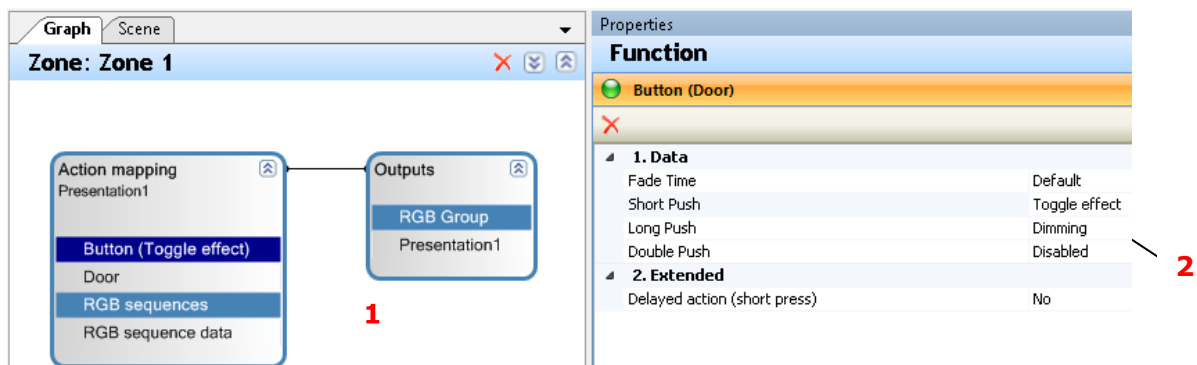 Graph Scene
Zone: Zone 1
Action mapping
Presentation1
Button (Toggle effect)
Door
RGB sequences
RGB sequence data
Outputs
RGB Group
Presentation1
1
Properties
Function
Button (Door)
1. Data
Fade Time Default
Short Push Toggle effect
Long Push Dimming
Double Push Disabled
2. Extended
Delayed action (short press) No
2